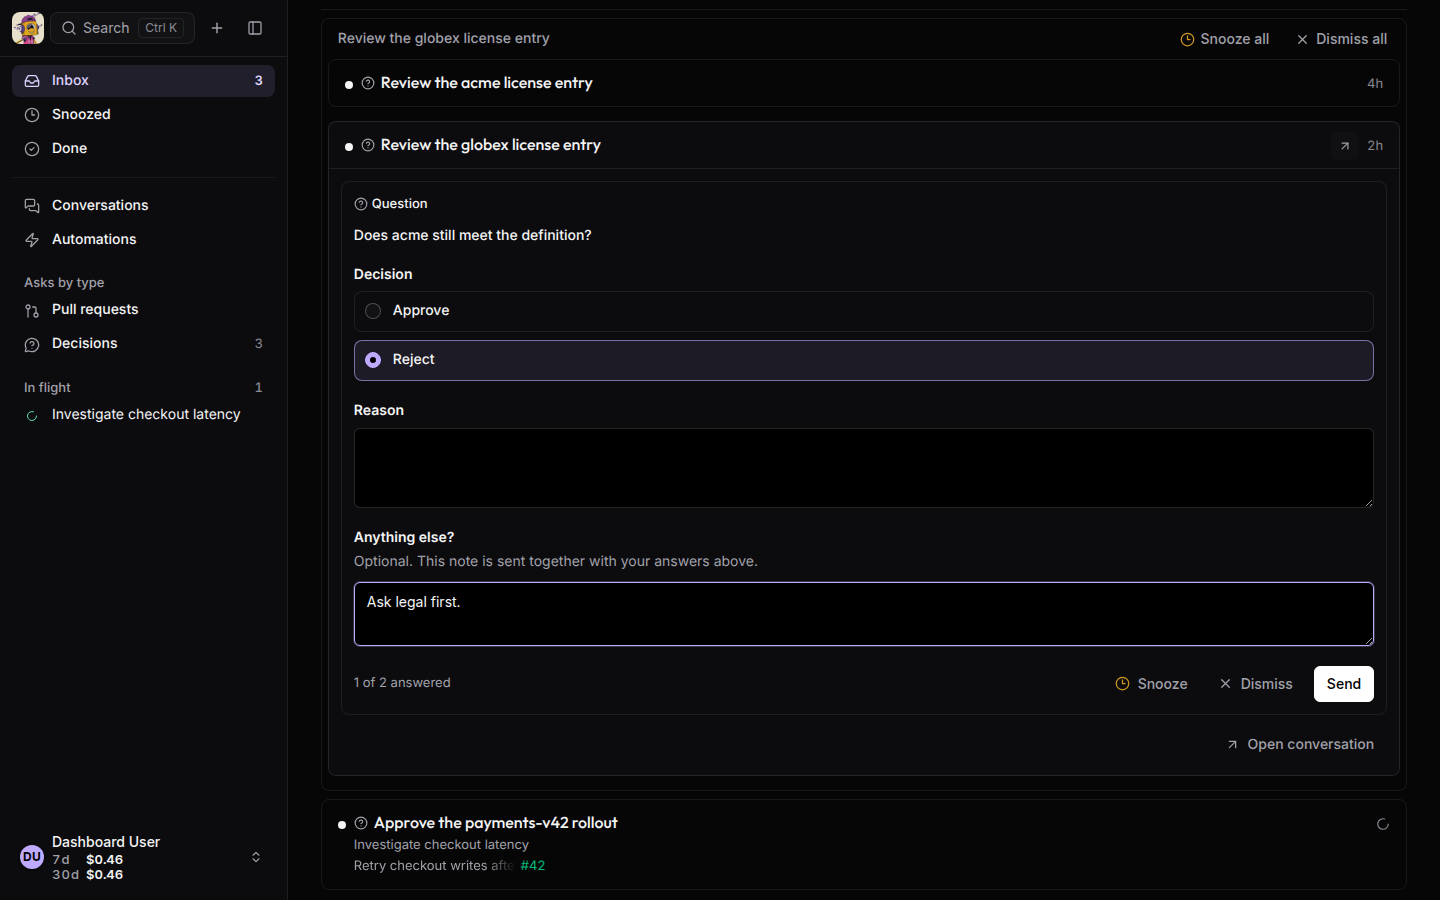 Search Ctrl K
Inbox 3
Snoozed
Done
Conversations
Automations
Asks by type
Pull requests
Decisions 3
In flight 1
Investigate checkout latency
DU Dashboard User
7d $0.46
30d $0.46
Review the globex license entry Snooze all Dismiss all
Review the acme license entry 4h
Review the globex license entry 2h
Question
Does acme still meet the definition?
Decision
Approve
Reject
Reason
Anything else?
Optional. This note is sent together with your answers above.
Ask legal first.
1 of 2 answered Snooze Dismiss Send
Open conversation
Approve the payments-v42 rollout
Investigate checkout latency
Retry checkout writes #42